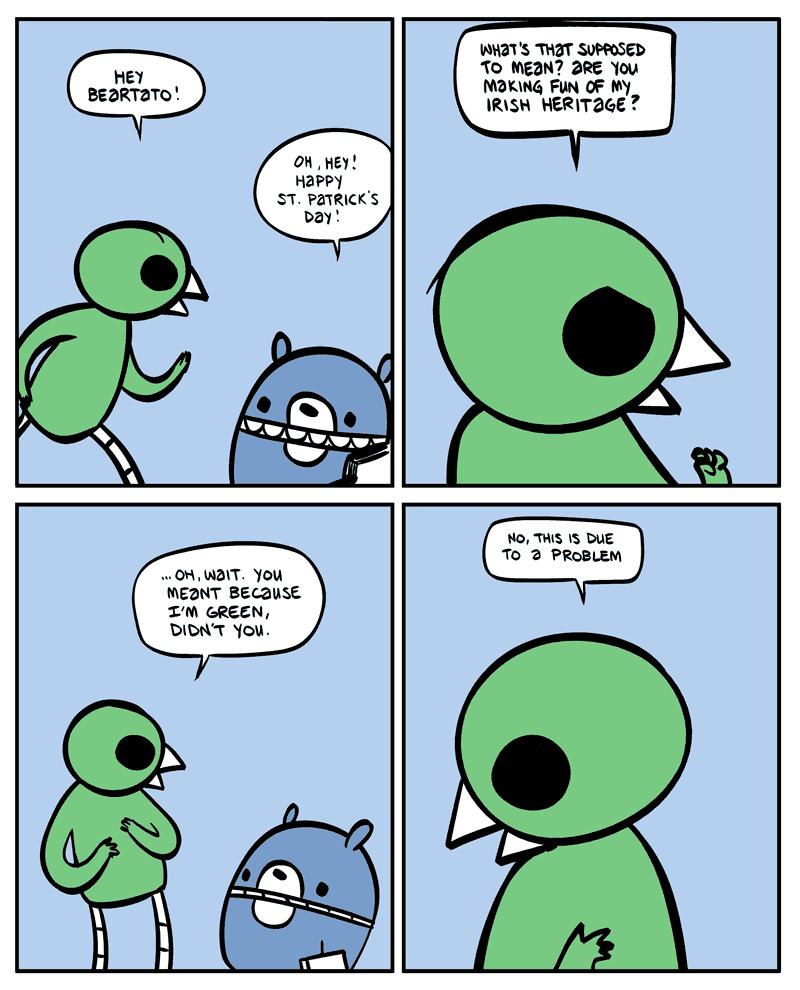 HEY
BEARTATO!
OH, HEY!
HAPPY
ST. PATRICK'S
DAY!
WHAT'S THAT SUPPOSED
TO MEAN? ARE YOU
MAKING FUN OF MY
IRISH HERITAGE?
...OH, WAIT. YOU
MEANT BECAUSE
I'M GREEN,
DIDN'T YOU.
NO, THIS IS DUE
TO A PROBLEM